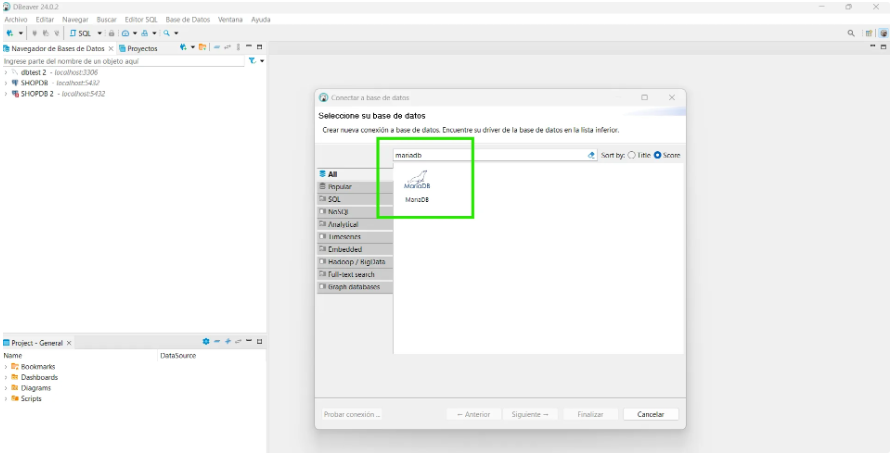 DBeaver 24.0.2
Archivo Editar Navegar Buscar Editor SQL Base de Datos Ventana Ayuda
SQL
Navegador de Bases de Datos
Proyectos
Ingrese parte del nombre de un objeto aquí
dbtest 2 - localhost:3306
SHOPDB - localhost:5432
SHOPDB 2 - localhost:5432
Conectar a base de datos
Seleccione su base de datos
Crear nueva conexión a base de datos. Encuentre su driver de la base de datos en la lista inferior.
mariadb
Sort by: Title Score
All
Popular
SQL
NoSQL
Analytical
Timeseries
Embedded
Hadoop / BigData
Full-text search
Graph databases
MariaDB
MariaDB
Probar conexión ...
← Anterior
Siguiente →
Finalizar
Cancelar
Project - General
Name DataSource
Bookmarks
Dashboards
Diagrams
Scripts